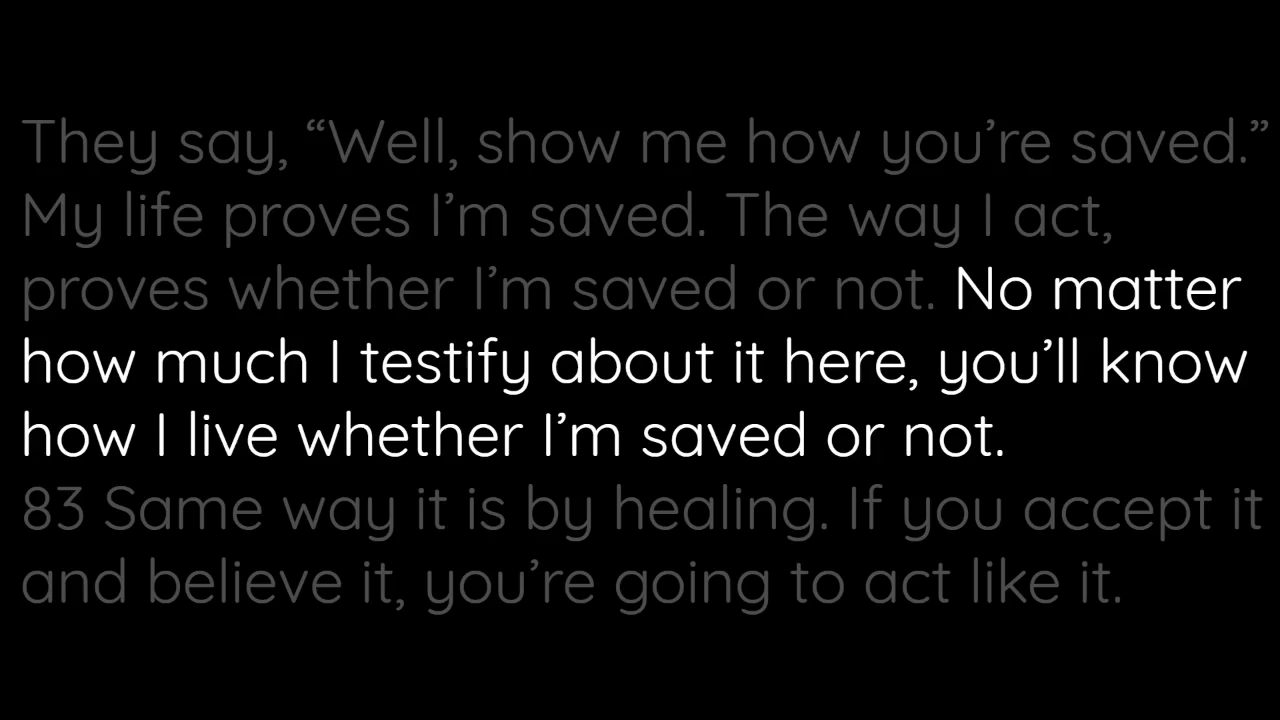 They say, “Well, show me how you’re saved.”
My life proves I’m saved. The way I act,
proves whether I’m saved or not. No matter
how much I testify about it here, you’ll know
how I live whether I’m saved or not.
83 Same way it is by healing. If you accept it
and believe it, you’re going to act like it.